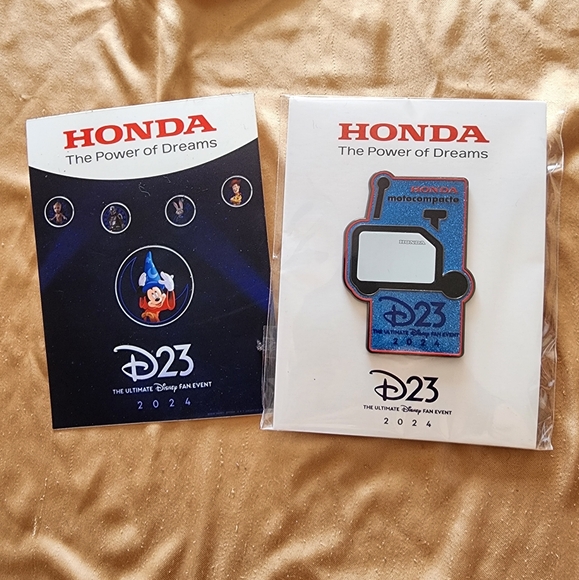 HONDA
The Power of Dreams
D23
THE ULTIMATE Disney FAN EVENT
2024
HONDA
The Power of Dreams
HONDA
motocompacto
HONDA
D23
THE ULTIMATE Disney FAN EVENT
2024
D23
THE ULTIMATE Disney FAN EVENT
2024